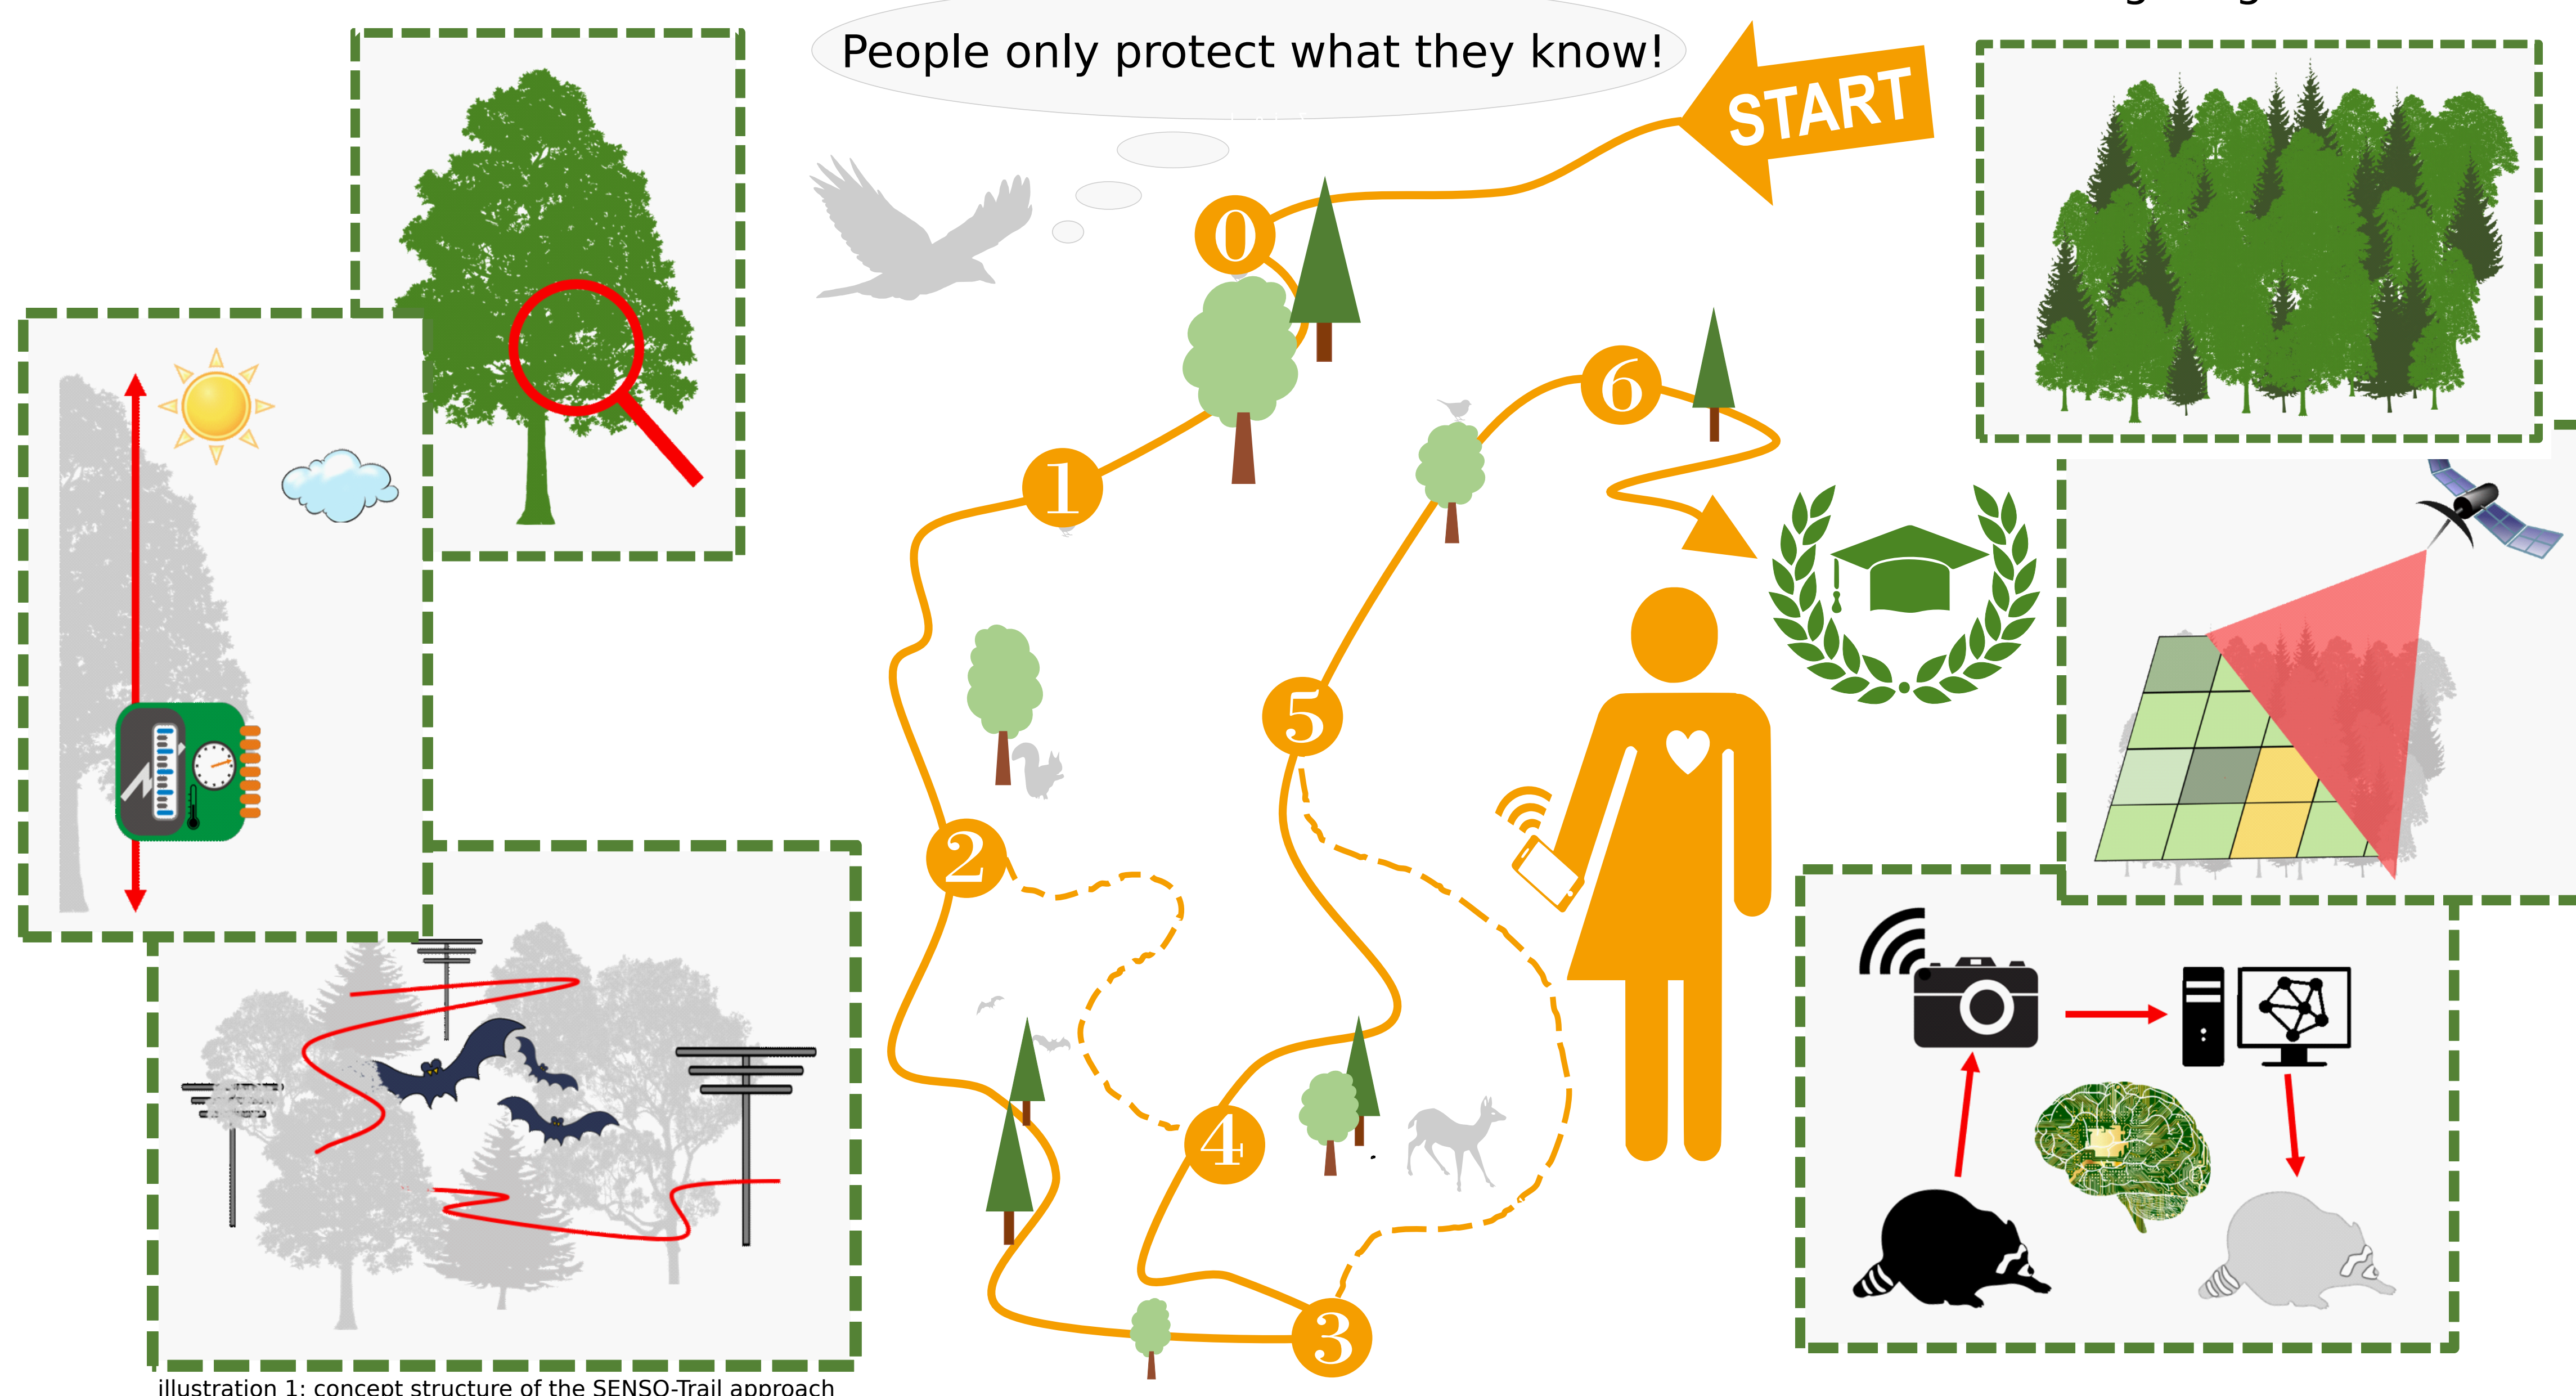 People only protect what they know!
START
0
6
1
5
2
4
3
illustration 1: concept structure of the SENSO-Trail approach